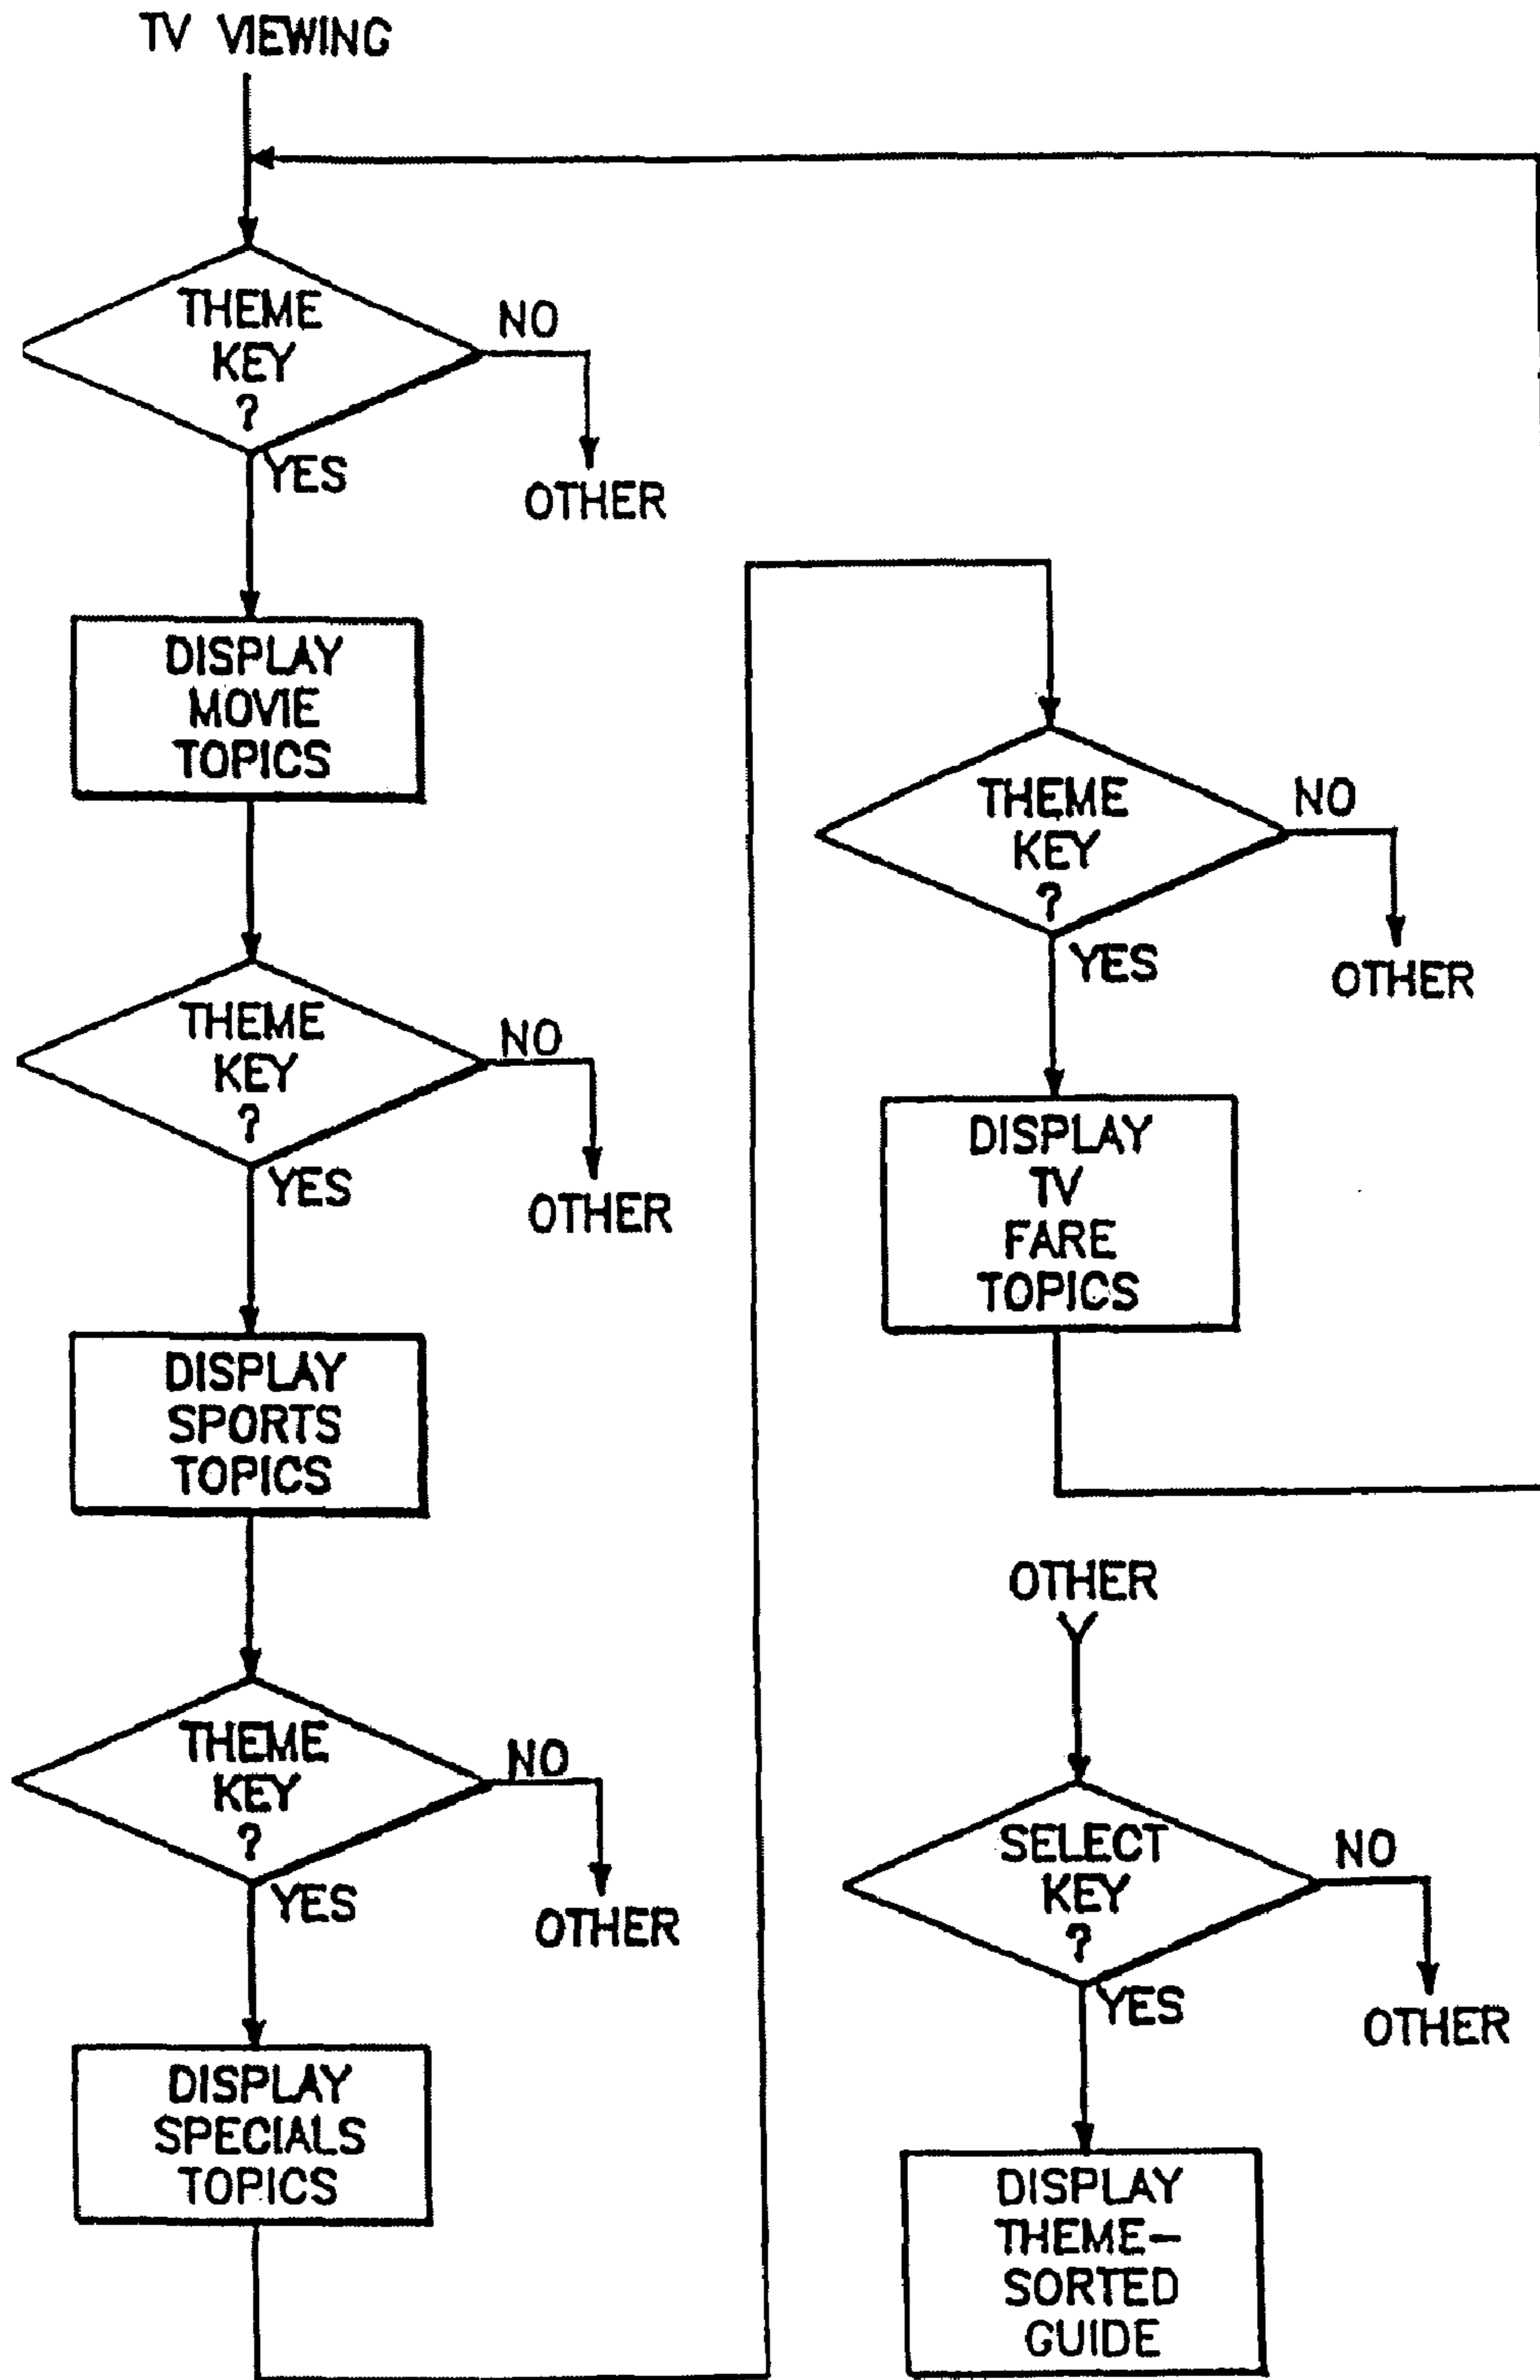 TV VIEWING
THEME
KEY
?
NO
YES
OTHER
DISPLAY
MOVIE
TOPICS
THEME
KEY
?
NO
YES
OTHER
DISPLAY
SPORTS
TOPICS
THEME
KEY
?
NO
YES
OTHER
DISPLAY
SPECIALS
TOPICS
THEME
KEY
?
NO
YES
OTHER
DISPLAY
TV
FARE
TOPICS
OTHER
SELECT
KEY
?
NO
YES
OTHER
DISPLAY
THEME-
SORTED
GUIDE